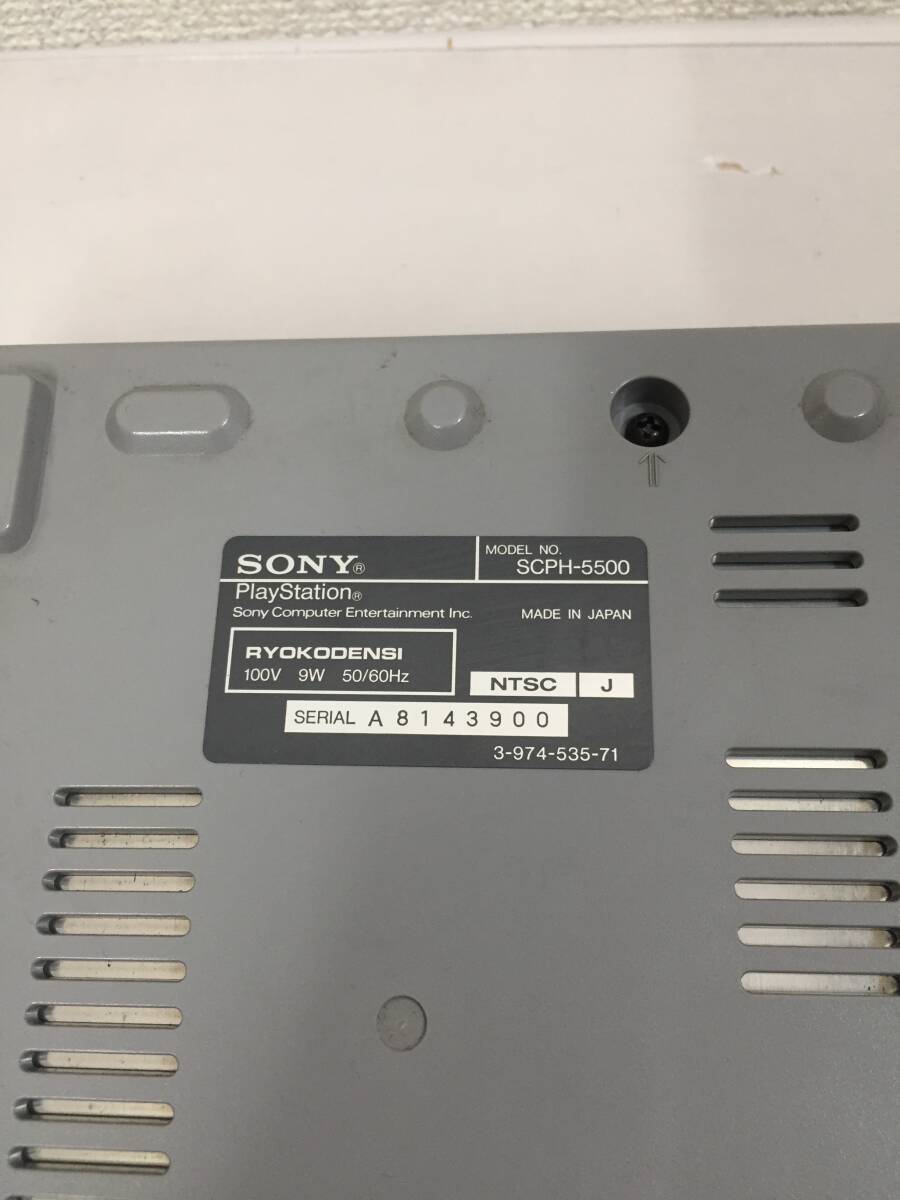 SONY®
MODEL NO.
SCPH-5500
PlayStation®
Sony Computer Entertainment Inc.
MADE IN JAPAN
RYOKODENSI
100V 9W 50/60Hz
NTSC J
SERIAL A8143900
3-974-535-71